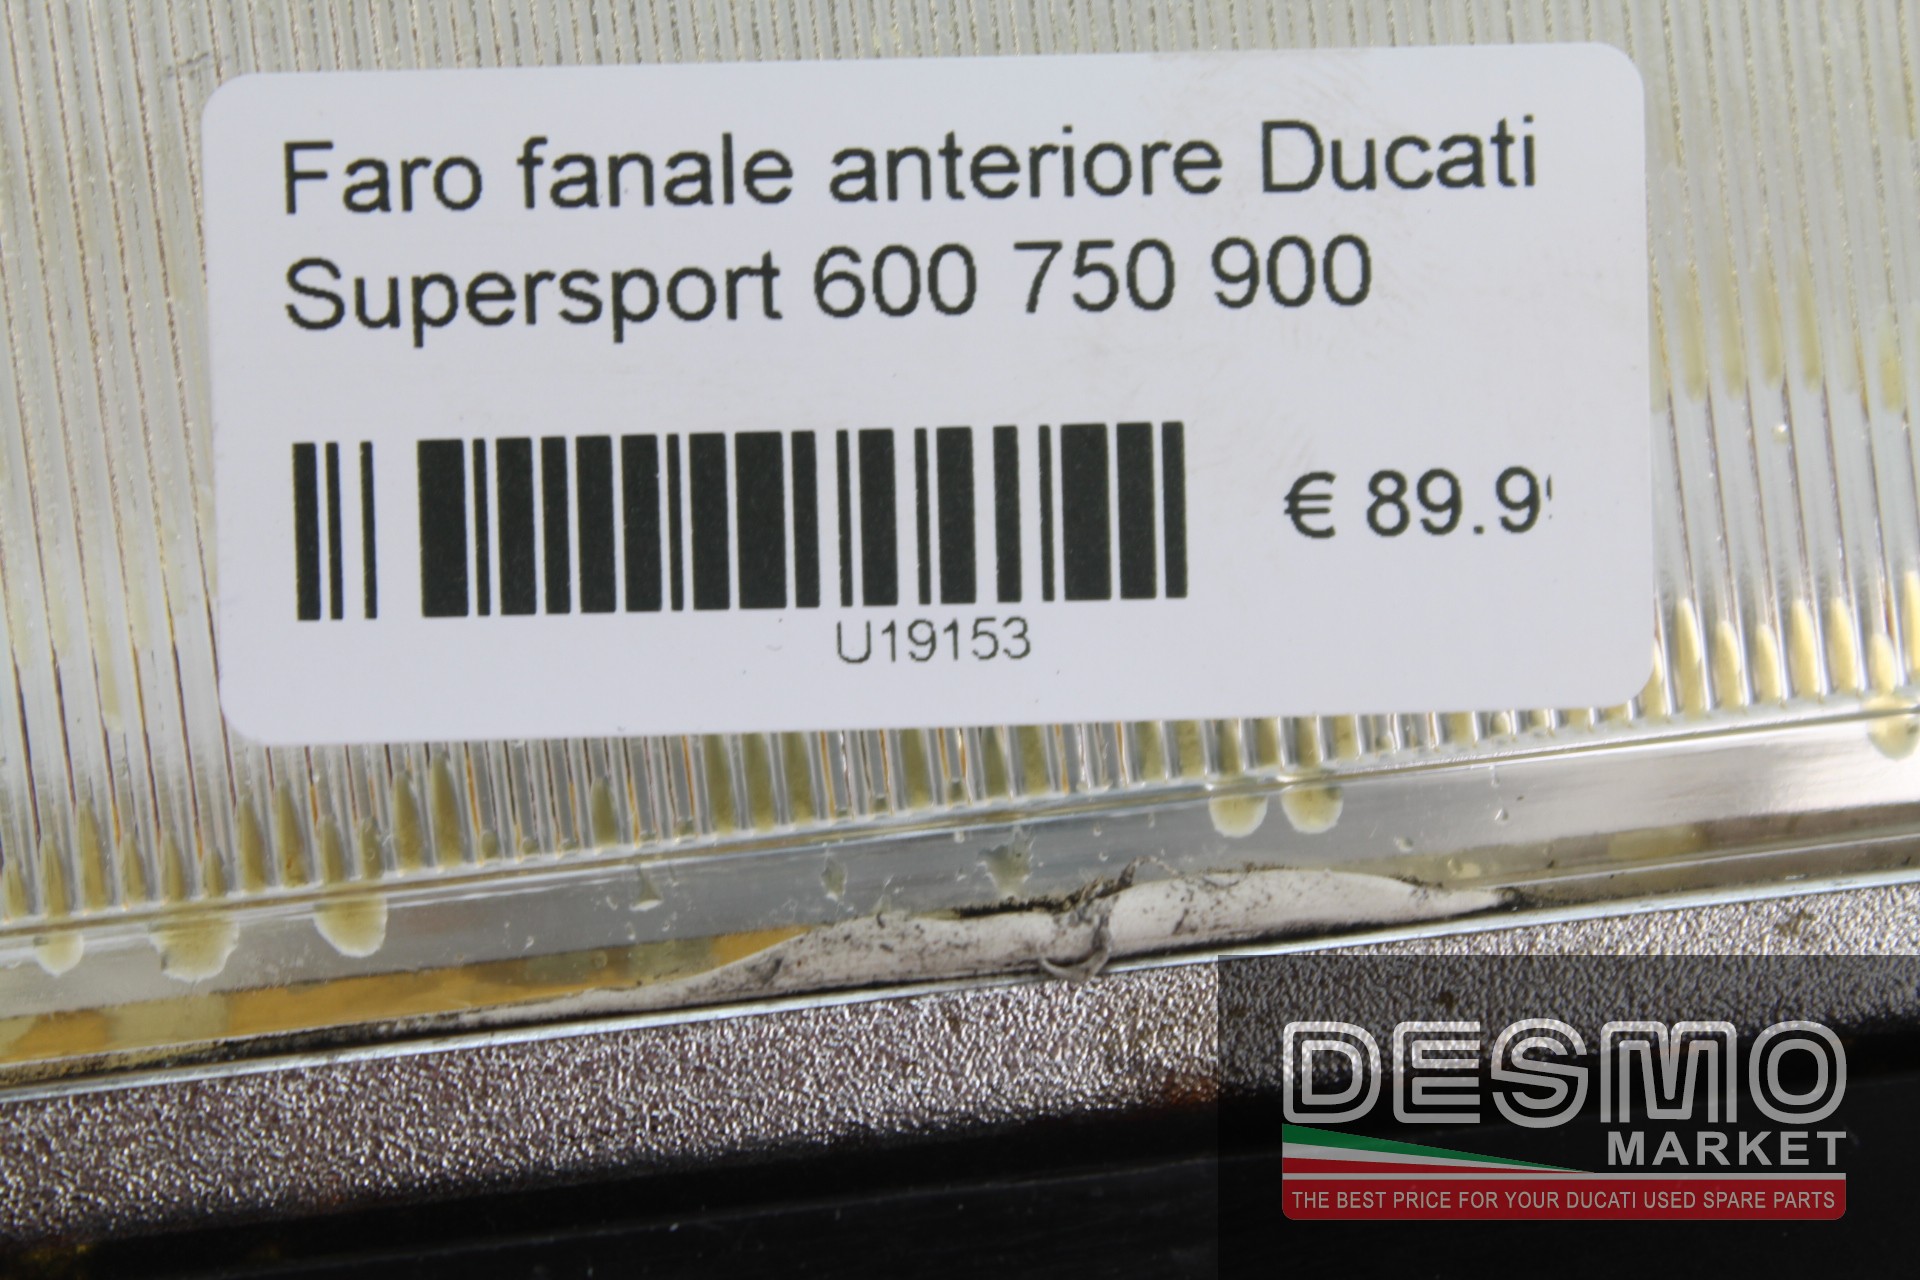 Faro fanale anteriore Ducati
Supersport 600 750 900
€ 89.9
U19153
DESMO
MARKET
THE BEST PRICE FOR YOUR DUCATI USED SPARE PARTS